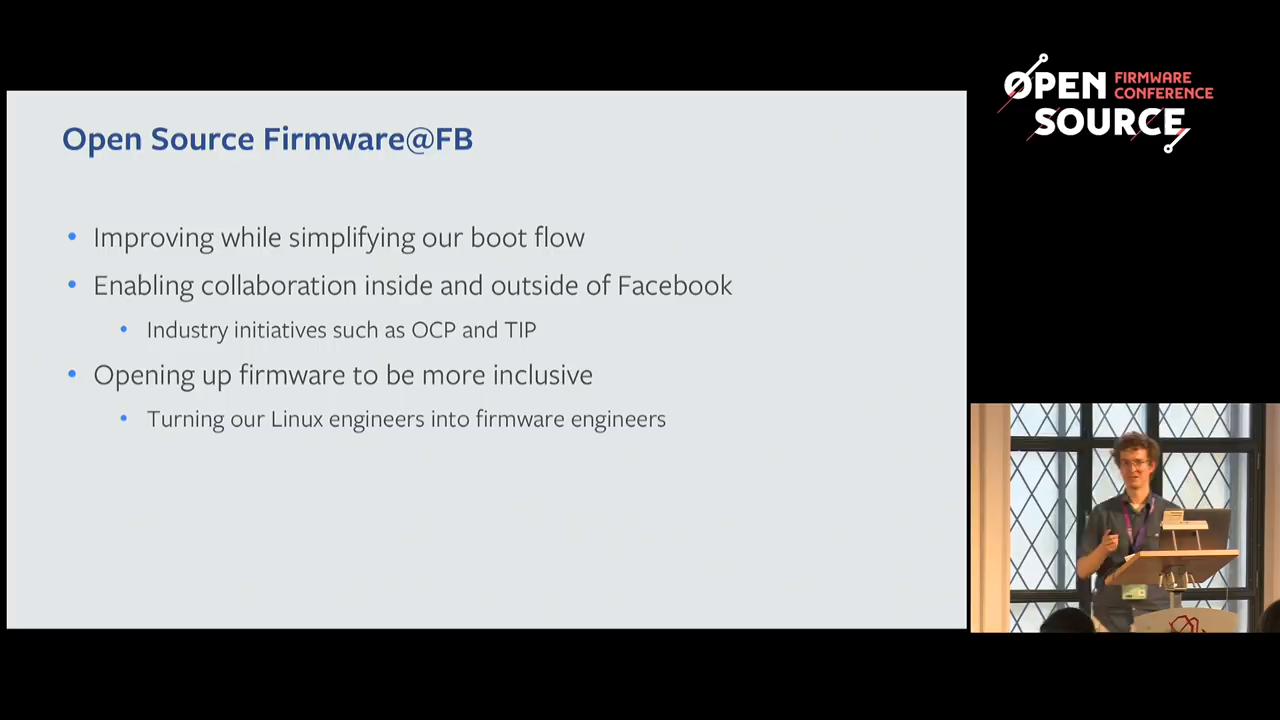 Open Source Firmware@FB
• Improving while simplifying our boot flow
• Enabling collaboration inside and outside of Facebook
• Industry initiatives such as OCP and TIP
• Opening up firmware to be more inclusive
• Turning our Linux engineers into firmware engineers
OPEN FIRMWARE
CONFERENCE
SOURCE